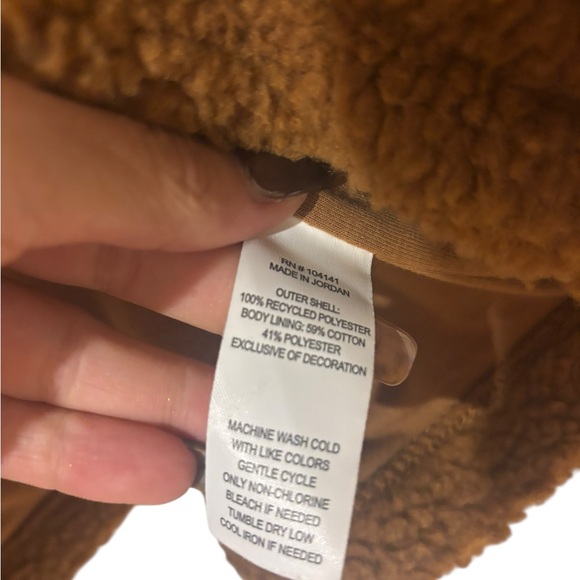 RN # 104141
MADE IN JORDAN
OUTER SHELL:
100% RECYCLED POLYESTER
BODY LINING: 59% COTTON
41% POLYESTER
EXCLUSIVE OF DECORATION
MACHINE WASH COLD
WITH LIKE COLORS
GENTLE CYCLE
ONLY NON-CHLORINE
BLEACH IF NEEDED
TUMBLE DRY LOW
COOL IRON IF NEEDED